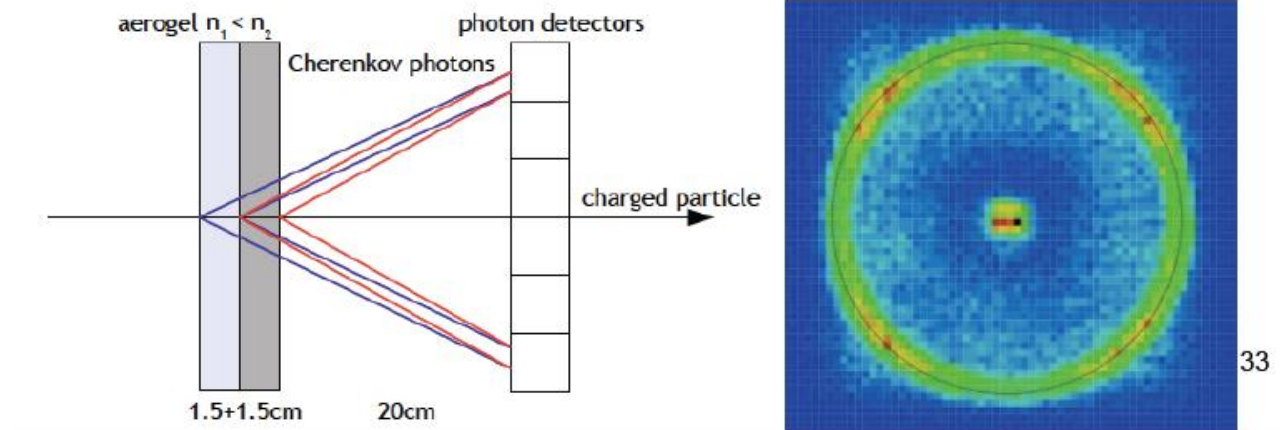 aerogel n₁ < n₂
photon detectors
Cherenkov photons
charged particle
1.5+1.5cm
20cm
33